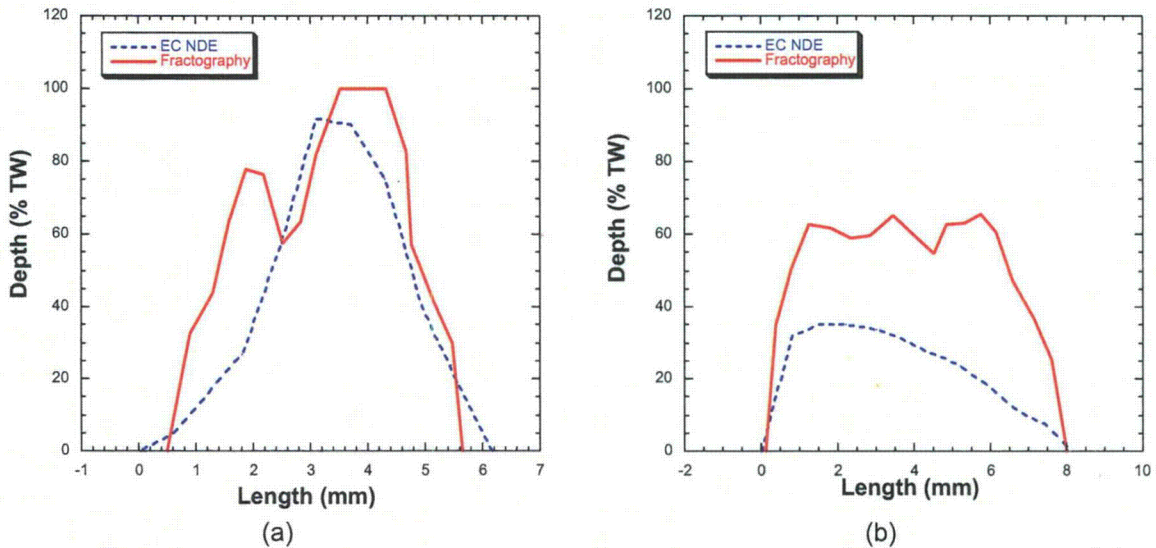 120
100
80
60
40
20
0
Depth (% TW)
EC NDE
Fractography
-1 0 1 2 3 4 5 6 7
Length (mm)
(a)
120
100
80
60
40
20
0
Depth (% TW)
EC NDE
Fractography
-2 0 2 4 6 8 10
Length (mm)
(b)